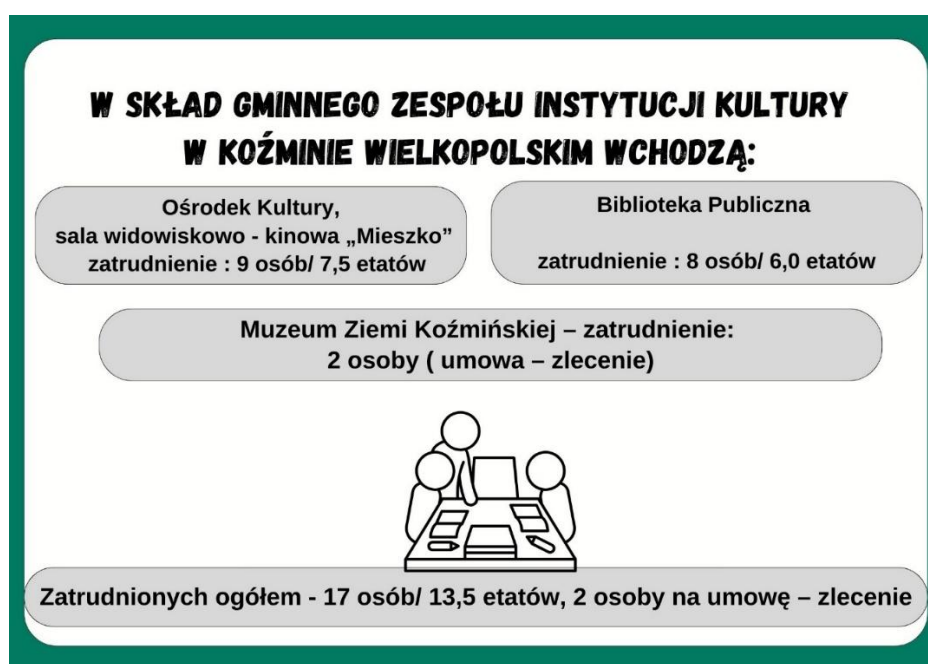 W SKŁAD GMINNEGO ZESPOŁU INSTYTUCJI KULTURY
W KOŹMINIE WIELKOPOLSKIM WCHODZĄ:
Ośrodek Kultury,
sala widowiskowo - kinowa „Mieszko”
zatrudnienie : 9 osób/ 7,5 etatów
Biblioteka Publiczna
zatrudnienie : 8 osób/ 6,0 etatów
Muzeum Ziemi Koźmińskiej – zatrudnienie:
2 osoby ( umowa – zlecenie)
Zatrudnionych ogółem - 17 osób/ 13,5 etatów, 2 osoby na umowę – zlecenie